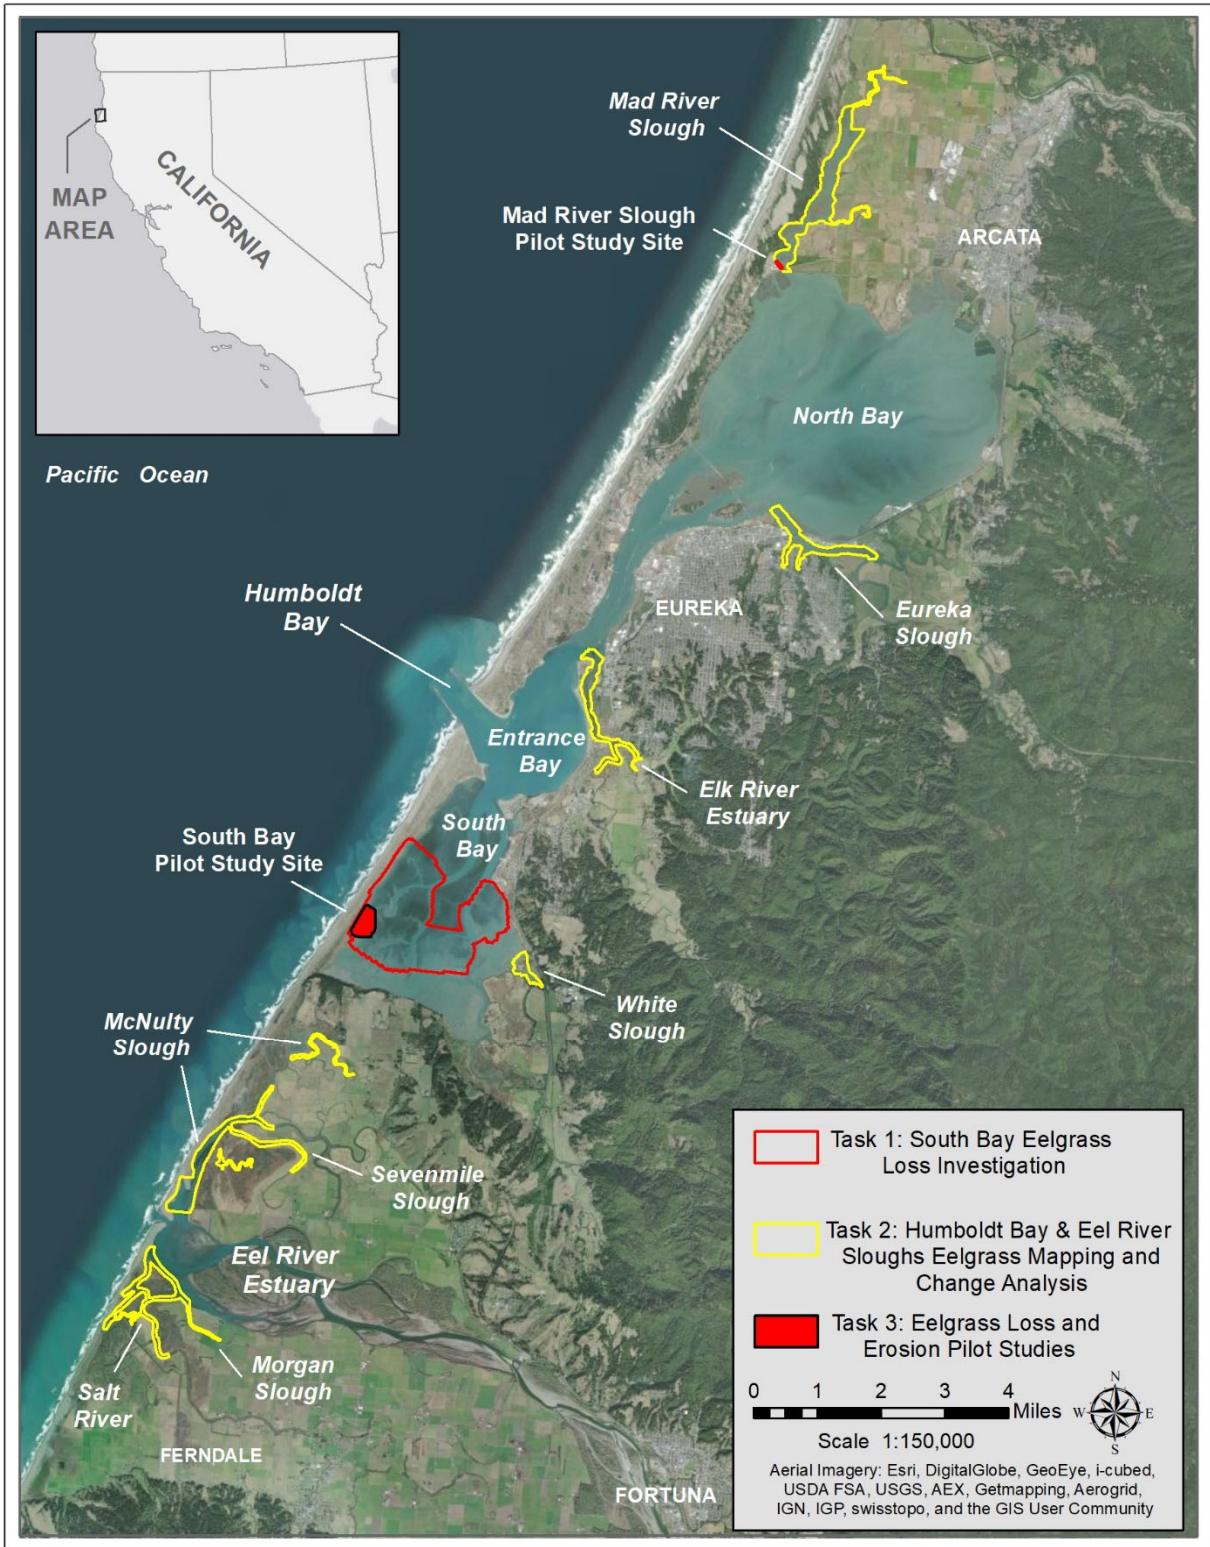 CALIFORNIA
MAP
AREA
Pacific Ocean
Mad River
Slough
Mad River Slough
Pilot Study Site
ARCATA
North Bay
Humboldt
Bay
EUREKA
Eureka
Slough
Entrance
Bay
Elk River
Estuary
South
Bay
South Bay
Pilot Study Site
White
Slough
McNulty
Slough
Sevenmile
Slough
Eel River
Estuary
Morgan
Slough
Salt
River
FERNDALE
FORTUNA
Task 1: South Bay Eelgrass
Loss Investigation
Task 2: Humboldt Bay & Eel River
Sloughs Eelgrass Mapping and
Change Analysis
Task 3: Eelgrass Loss and
Erosion Pilot Studies
0 1 2 3 4
Miles
N
W E
S
Scale 1:150,000
Aerial Imagery: Esri, DigitalGlobe, GeoEye, i-cubed,
USDA FSA, USGS, AEX, Getmapping, Aerogrid,
IGN, IGP, swisstopo, and the GIS User Community